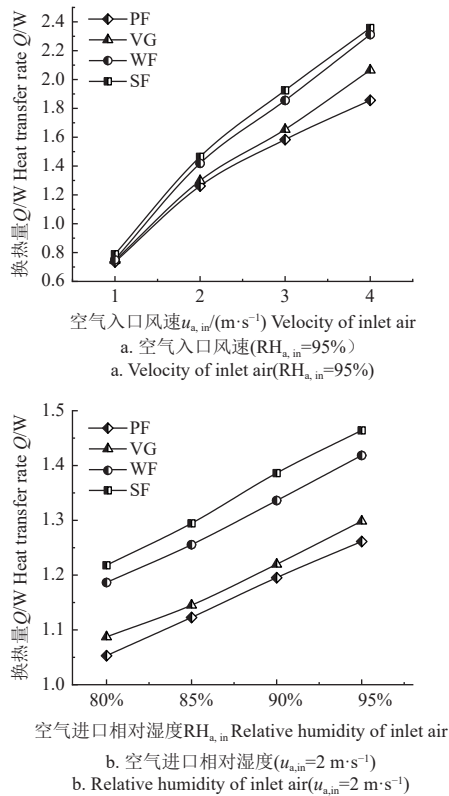 PF
VG
WF
SF
2.4
2.2
2.0
1.8
1.6
1.4
1.2
1.0
0.8
0.6
换热量Q/W Heat transfer rate Q/W
1 2 3 4
空气入口风速uₐ, ᵢₙ/(m·s⁻¹) Velocity of inlet air
a. 空气入口风速(RHₐ, ᵢₙ=95%）
a. Velocity of inlet air(RHₐ, ᵢₙ=95%)
PF
VG
WF
SF
1.5
1.4
1.3
1.2
1.1
1.0
换热量Q/W Heat transfer rate Q/W
80% 85% 90% 95%
空气进口相对湿度RHₐ, ᵢₙ Relative humidity of inlet air
b. 空气进口相对湿度(uₐ,ᵢₙ=2 m·s⁻¹)
b. Relative humidity of inlet air(uₐ,ᵢₙ=2 m·s⁻¹)